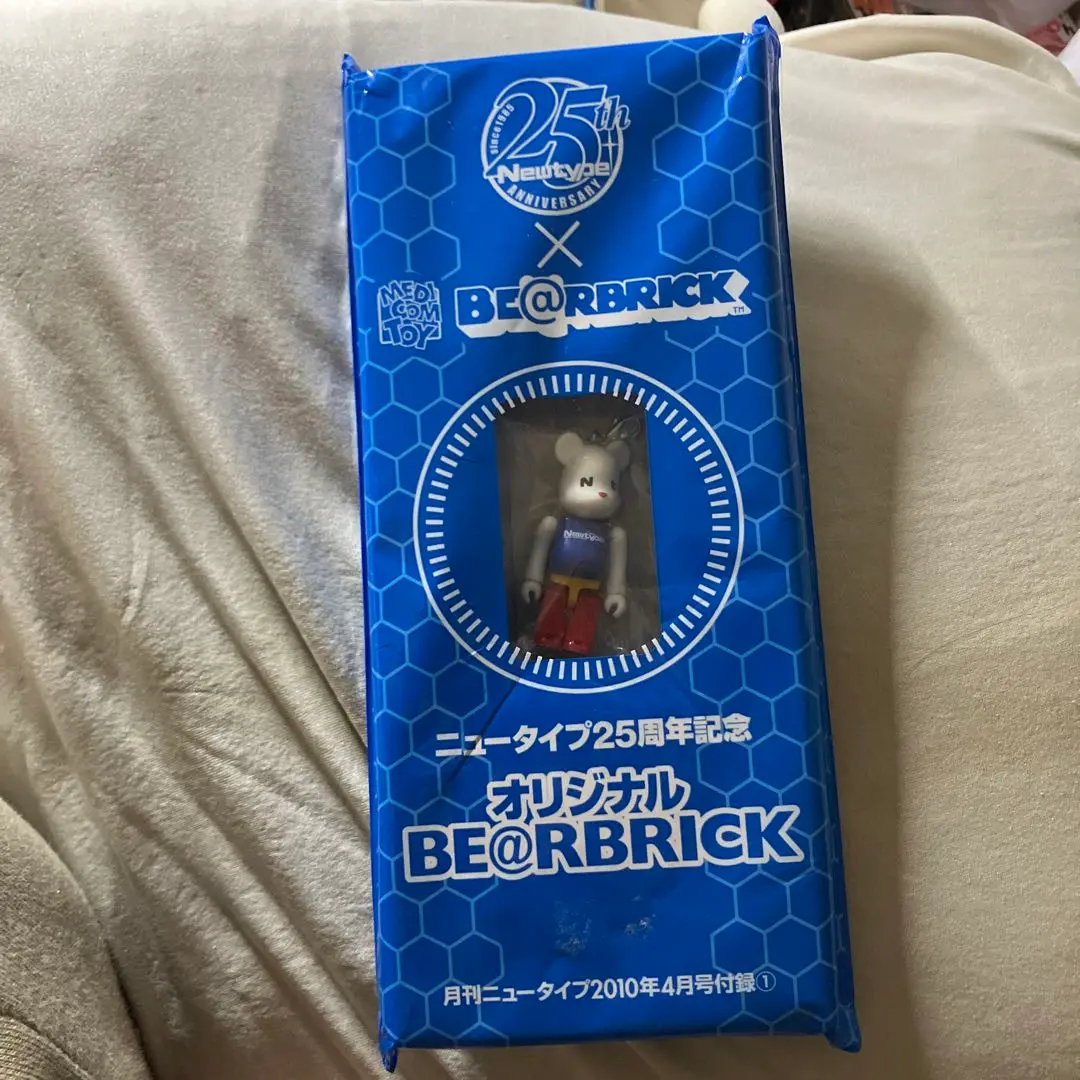 since1985
25th
Newtype
ANNIVERSARY
×
MEDI
COM
TOY
BE@RBRICK™
N
Newtype
ニュータイプ25周年記念
オリジナル
BE@RBRICK
月刊ニュータイプ2010年4月号付録①